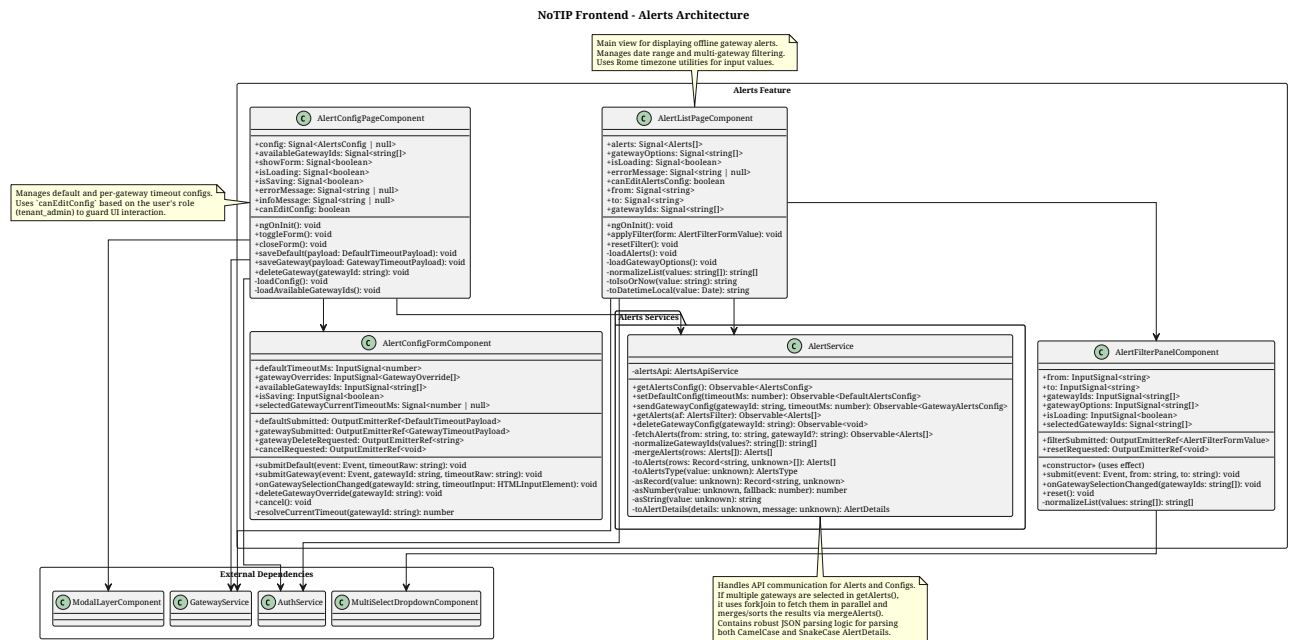 NoTIP Frontend - Alerts Architecture
Main view for displaying offline gateway alerts.
Manages date range and multi-gateway filtering.
Uses Rome timezone utilities for input values.
Alerts Feature
C AlertConfigPageComponent
+config: Signal<AlertsConfig | null>
+availableGatewayIds: Signal<string[]>
+showForm: Signal<boolean>
+isLoading: Signal<boolean>
+isSaving: Signal<boolean>
+errorMessage: Signal<string | null>
+infoMessage: Signal<string | null>
+canEditConfig: boolean
+ngOnInit(): void
+toggleForm(): void
+closeForm(): void
+saveDefault(payload: DefaultTimeoutPayload): void
+saveGateway(payload: GatewayTimeoutPayload): void
+deleteGateway(gatewayId: string): void
-loadConfig(): void
-loadAvailableGatewayIds(): void
C AlertListPageComponent
+alerts: Signal<Alerts[]>
+gatewayOptions: Signal<string[]>
+isLoading: Signal<boolean>
+errorMessage: Signal<string | null>
+canEditAlertsConfig: boolean
+from: Signal<string>
+to: Signal<string>
+gatewayIds: Signal<string[]>
+ngOnInit(): void
+applyFilter(form: AlertFilterFormValue): void
+resetFilter(): void
-loadAlerts(): void
-loadGatewayOptions(): void
-normalizeList(values: string[]): string[]
-toIsoOrNow(value: string): string
-toDatetimeLocal(value: Date): string
Manages default and per-gateway timeout configs.
Uses `canEditConfig` based on the user's role
(tenant_admin) to guard UI interaction.
C AlertConfigFormComponent
+defaultTimeoutMs: InputSignal<number>
+gatewayOverrides: InputSignal<GatewayOverride[]>
+availableGatewayIds: InputSignal<string[]>
+isSaving: InputSignal<boolean>
+selectedGatewayCurrentTimeoutMs: Signal<number | null>
+defaultSubmitted: OutputEmitterRef<DefaultTimeoutPayload>
+gatewaySubmitted: OutputEmitterRef<GatewayTimeoutPayload>
+gatewayDeleteRequested: OutputEmitterRef<string>
+cancelRequested: OutputEmitterRef<void>
+submitDefault(event: Event, timeoutRaw: string): void
+submitGateway(event: Event, gatewayId: string, timeoutRaw: string): void
+onGatewaySelectionChanged(gatewayId: string, timeoutInput: HTMLInputElement): void
+deleteGatewayOverride(gatewayId: string): void
+cancel(): void
-resolveCurrentTimeout(gatewayId: string): number
Alerts Services
C AlertService
-alertsApi: AlertsApiService
+getAlertsConfig(): Observable<AlertsConfig>
+setDefaultConfig(timeoutMs: number): Observable<DefaultAlertsConfig>
+sendGatewayConfig(gatewayId: string, timeoutMs: number): Observable<GatewayAlertsConfig>
+getAlerts(af: AlertsFilter): Observable<Alerts[]>
+deleteGatewayConfig(gatewayId: string): Observable<void>
-fetchAlerts(from: string, to: string, gatewayId?: string): Observable<Alerts[]>
-normalizeGatewayIds(values?: string[]): string[]
-mergeAlerts(rows: Alerts[]): Alerts[]
-toAlerts(rows: Record<string, unknown>[]): Alerts[]
-toAlertsType(value: unknown): AlertsType
-asRecord(value: unknown): Record<string, unknown>
-asNumber(value: unknown, fallback: number): number
-asString(value: unknown): string
-toAlertDetails(details: unknown, message: unknown): AlertDetails
C AlertFilterPanelComponent
+from: InputSignal<string>
+to: InputSignal<string>
+gatewayIds: InputSignal<string[]>
+gatewayOptions: InputSignal<string[]>
+isLoading: InputSignal<boolean>
+selectedGatewayIds: Signal<string[]>
+filterSubmitted: OutputEmitterRef<AlertFilterFormValue>
+resetRequested: OutputEmitterRef<void>
«constructor» (uses effect)
+submit(event: Event, from: string, to: string): void
+onGatewaySelectionChanged(gatewayIds: string[]): void
+reset(): void
-normalizeList(values: string[]): string[]
External Dependencies
C ModalLayerComponent
C GatewayService
C AuthService
C MultiSelectDropdownComponent
Handles API communication for Alerts and Configs.
If multiple gateways are selected in getAlerts(),
it uses forkJoin to fetch them in parallel and
merges/sorts the results via mergeAlerts().
Contains robust JSON parsing logic for parsing
both CamelCase and SnakeCase AlertDetails.